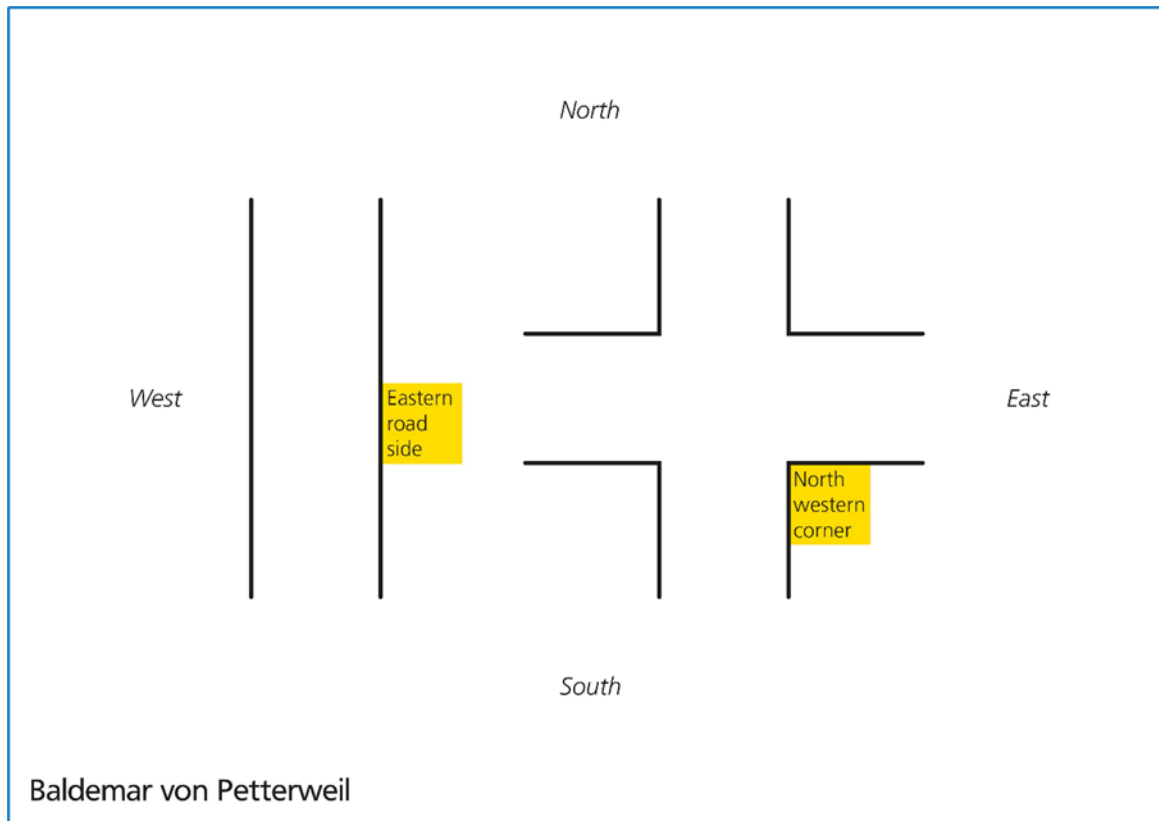 North
West
Eastern
road
side
East
North
western
corner
South
Baldemar von Petterweil